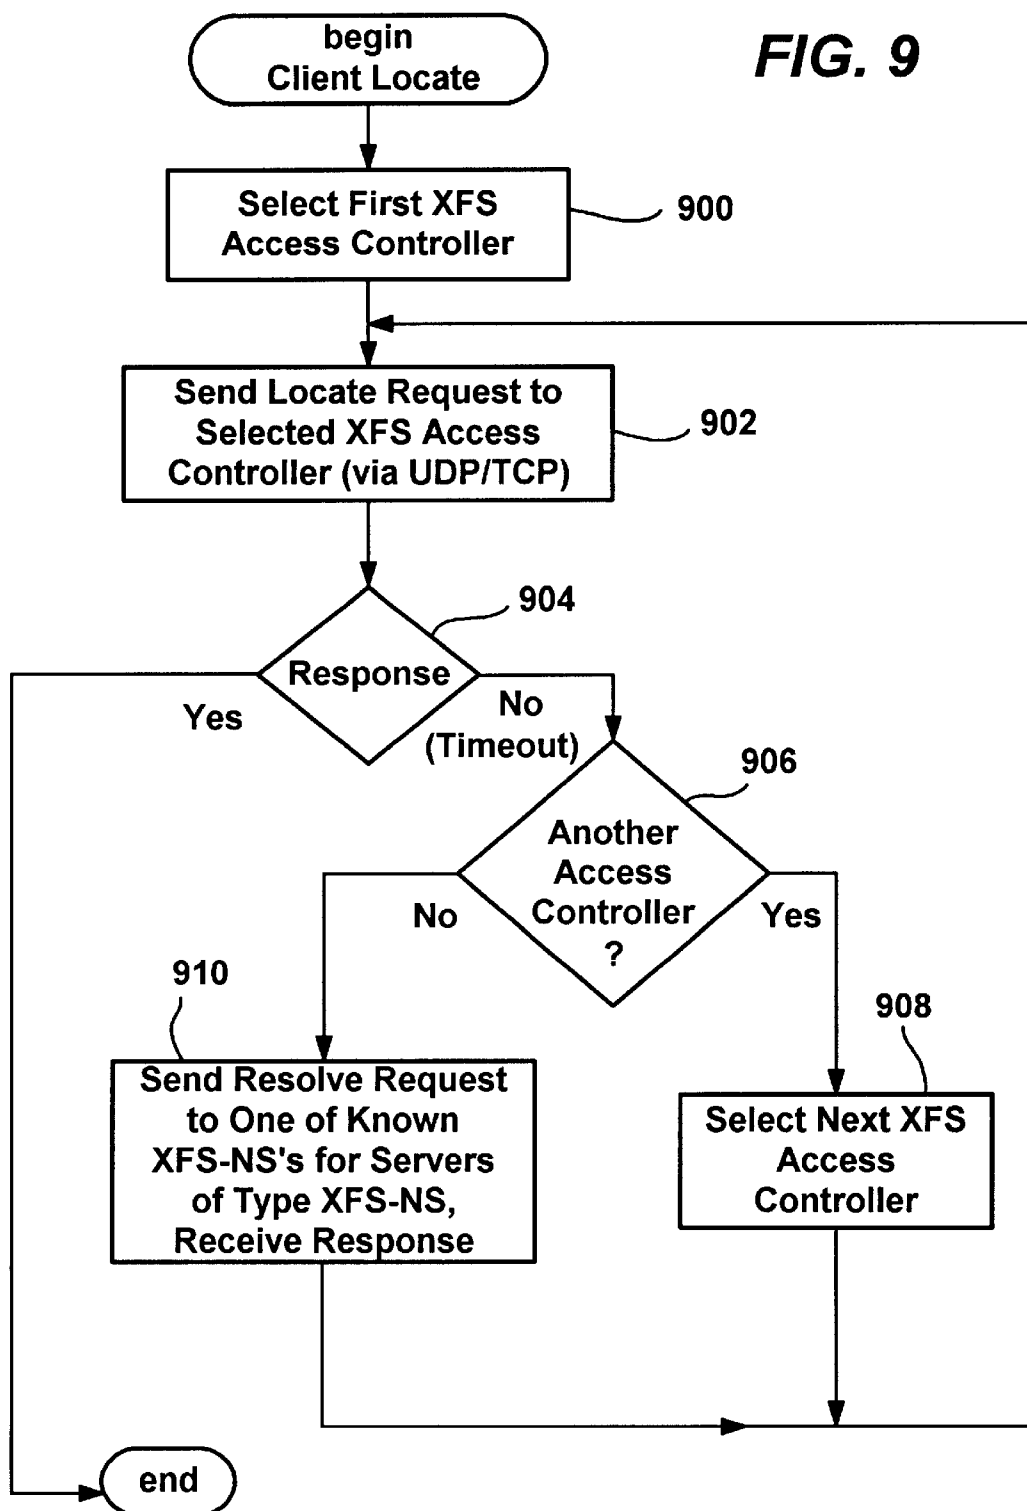 begin
Client Locate
FIG. 9
Select First XFS
Access Controller
900
Send Locate Request to
Selected XFS Access
Controller (via UDP/TCP)
902
904
Response
Yes
No
(Timeout)
906
Another
Access
Controller
?
No
Yes
910
908
Send Resolve Request
to One of Known
XFS-NS's for Servers
of Type XFS-NS,
Receive Response
Select Next XFS
Access
Controller
end